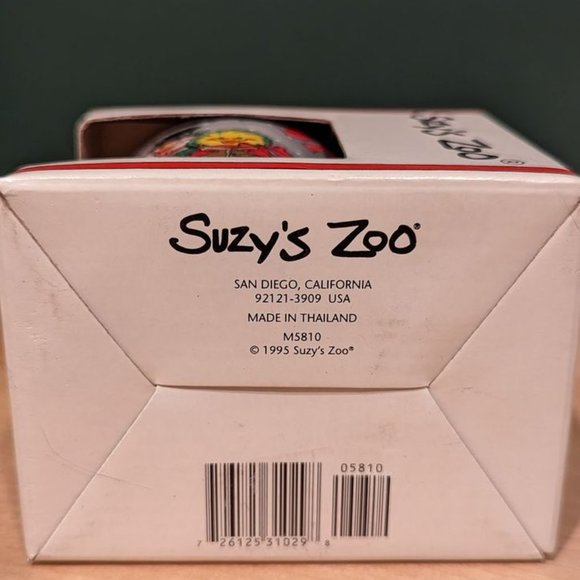 Suzy's Zoo®
Suzy's Zoo®
SAN DIEGO, CALIFORNIA
92121-3909 USA
MADE IN THAILAND
M5810
© 1995 Suzy's Zoo®
05810
7 26125 31029 8